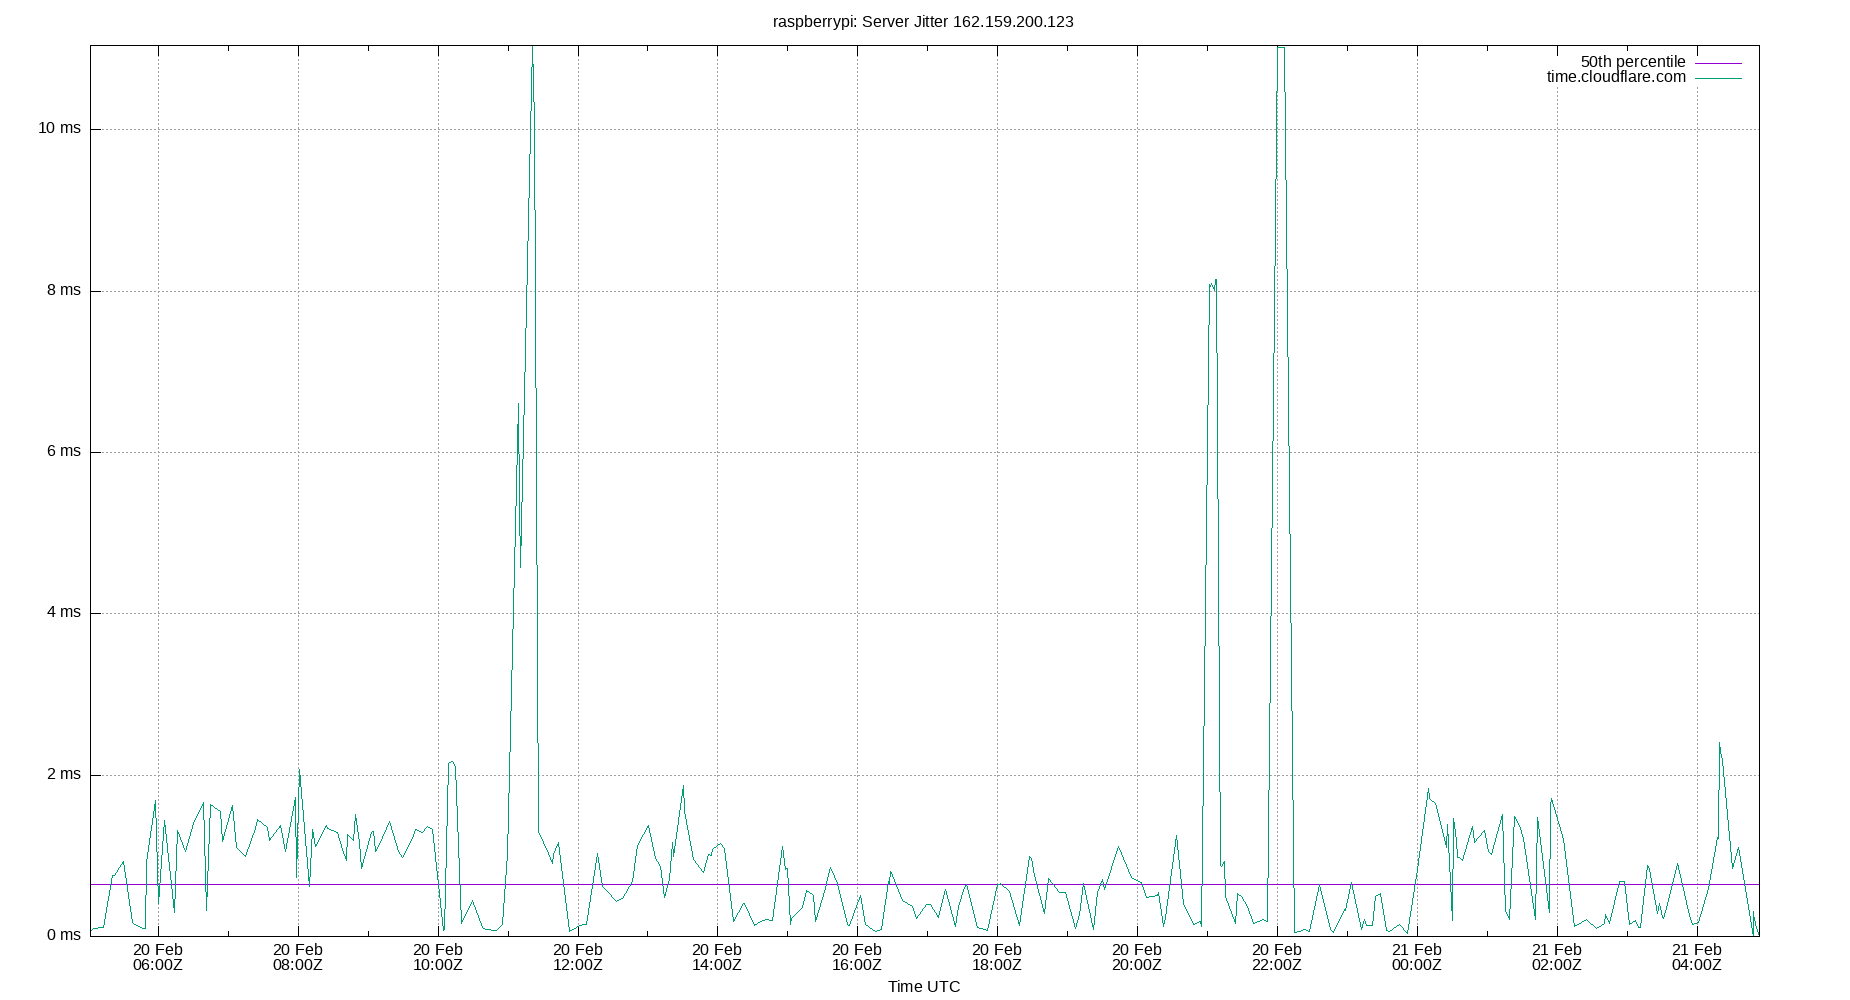 raspberrypi: Server Jitter 162.159.200.123
50th percentile
time.cloudflare.com
10 ms
8 ms
6 ms
4 ms
2 ms
0 ms
20 Feb 20 Feb 20 Feb 20 Feb 20 Feb 20 Feb 20 Feb 20 Feb 20 Feb 21 Feb 21 Feb 21 Feb
06:00Z 08:00Z 10:00Z 12:00Z 14:00Z 16:00Z 18:00Z 20:00Z 22:00Z 00:00Z 02:00Z 04:00Z
Time UTC